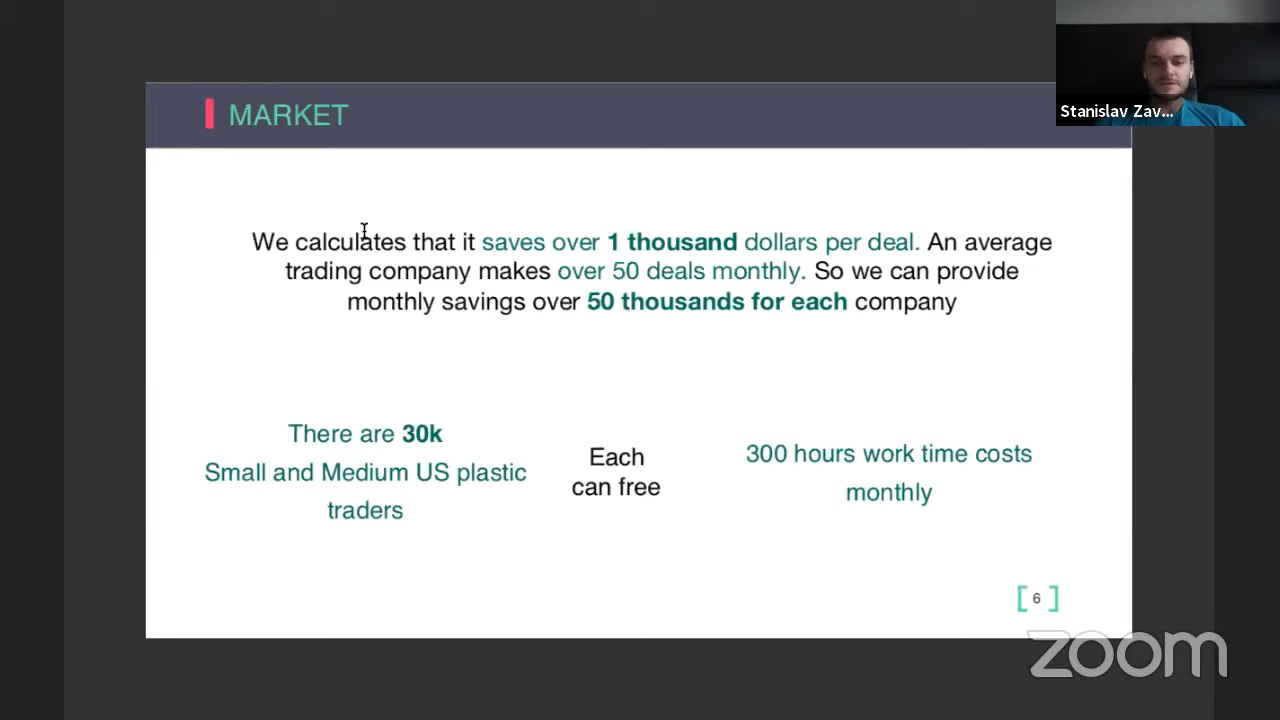 MARKET
Stanislav Zav...
We calculates that it saves over 1 thousand dollars per deal. An average
trading company makes over 50 deals monthly. So we can provide
monthly savings over 50 thousands for each company
There are 30k
Small and Medium US plastic
traders
Each
can free
300 hours work time costs
monthly
[ 6 ]
zoom